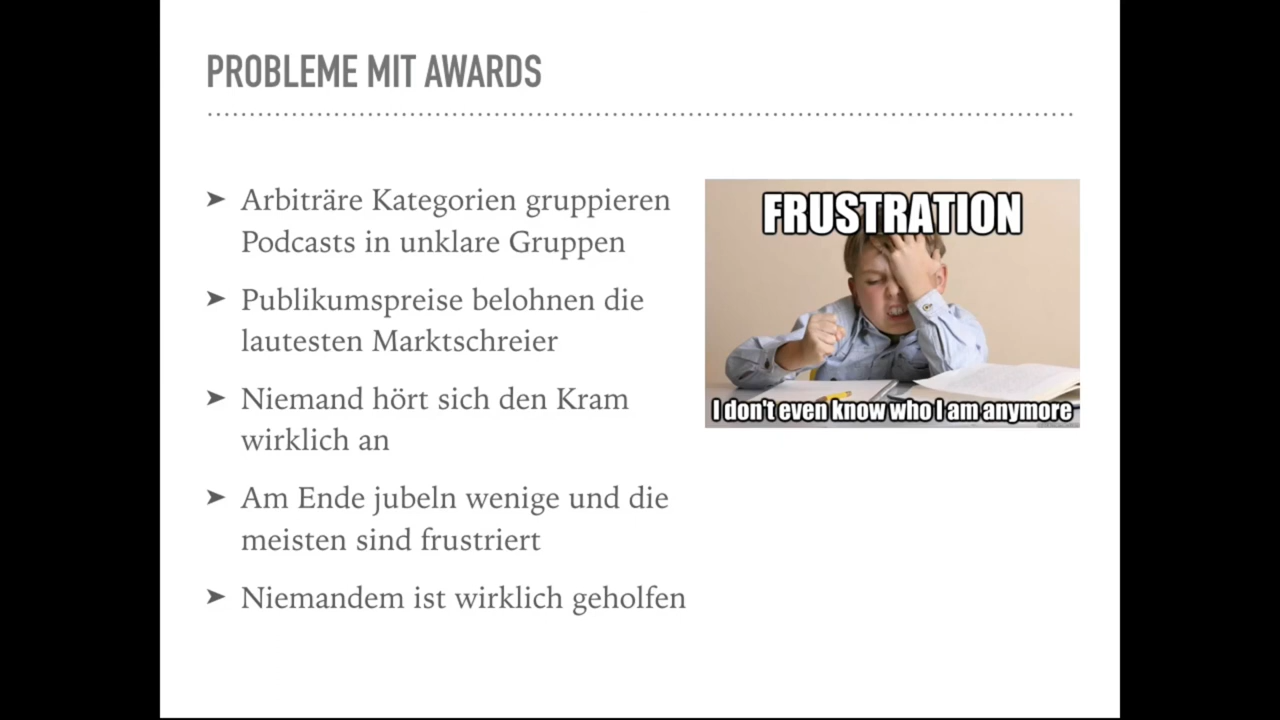 PROBLEME MIT AWARDS
➤ Arbiträre Kategorien gruppieren
Podcasts in unklare Gruppen
➤ Publikumspreise belohnen die
lautesten Marktschreier
➤ Niemand hört sich den Kram
wirklich an
➤ Am Ende jubeln wenige und die
meisten sind frustriert
➤ Niemandem ist wirklich geholfen
FRUSTRATION
I don't even know who I am anymore